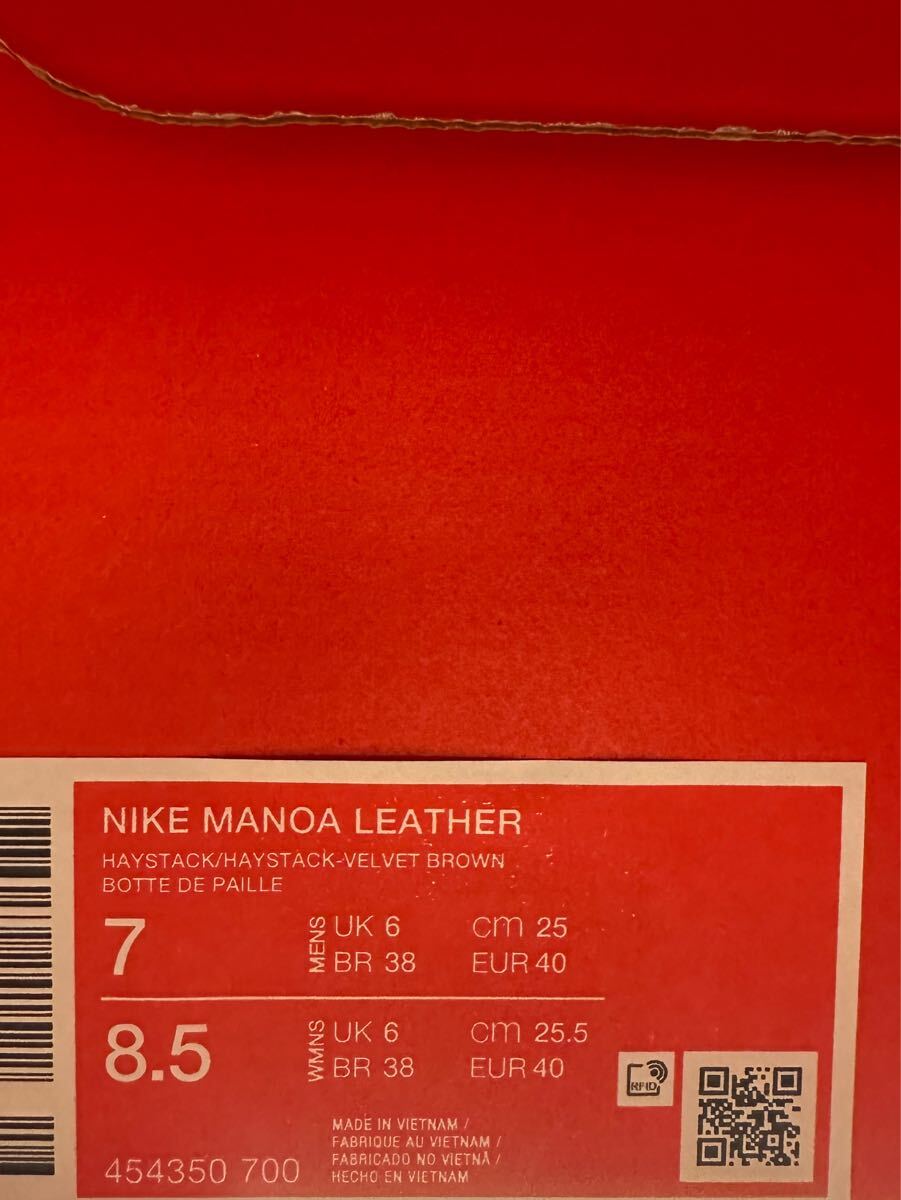 NIKE MANOA LEATHER
HAYSTACK/HAYSTACK-VELVET BROWN
BOTTE DE PAILLE
7 MENS UK 6 cm 25
BR 38 EUR 40
8.5 WMNS UK 6 cm 25.5
BR 38 EUR 40
RFID
MADE IN VIETNAM /
FABRIQUE AU VIETNAM /
FABRICADO NO VIETNÃ /
HECHO EN VIETNAM
454350 700